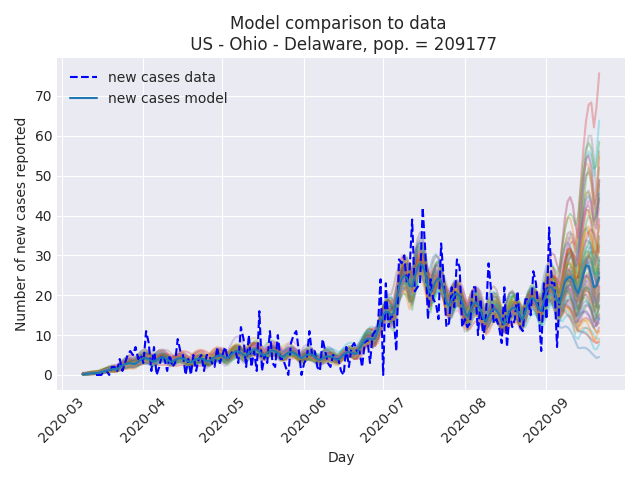 Model comparison to data
US - Ohio - Delaware, pop. = 209177
new cases data
new cases model
Number of new cases reported
70
60
50
40
30
20
10
0
2020-03
2020-04
2020-05
2020-06
2020-07
2020-08
2020-09
Day